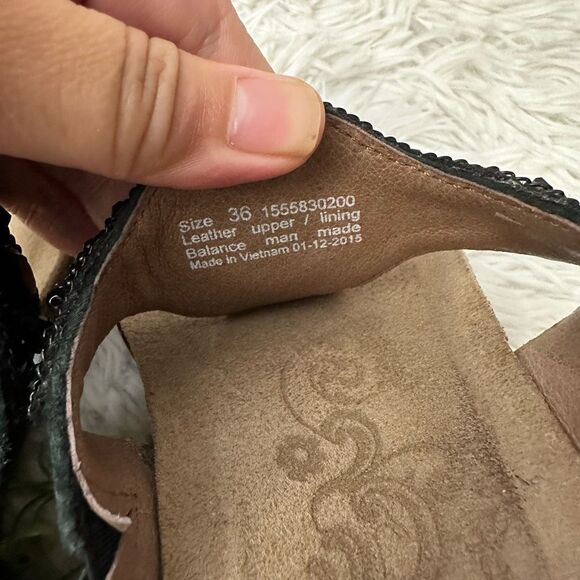 Size 36 1555830200
Leather upper / lining
Balance man made
Made in Vietnam 01-12-2015